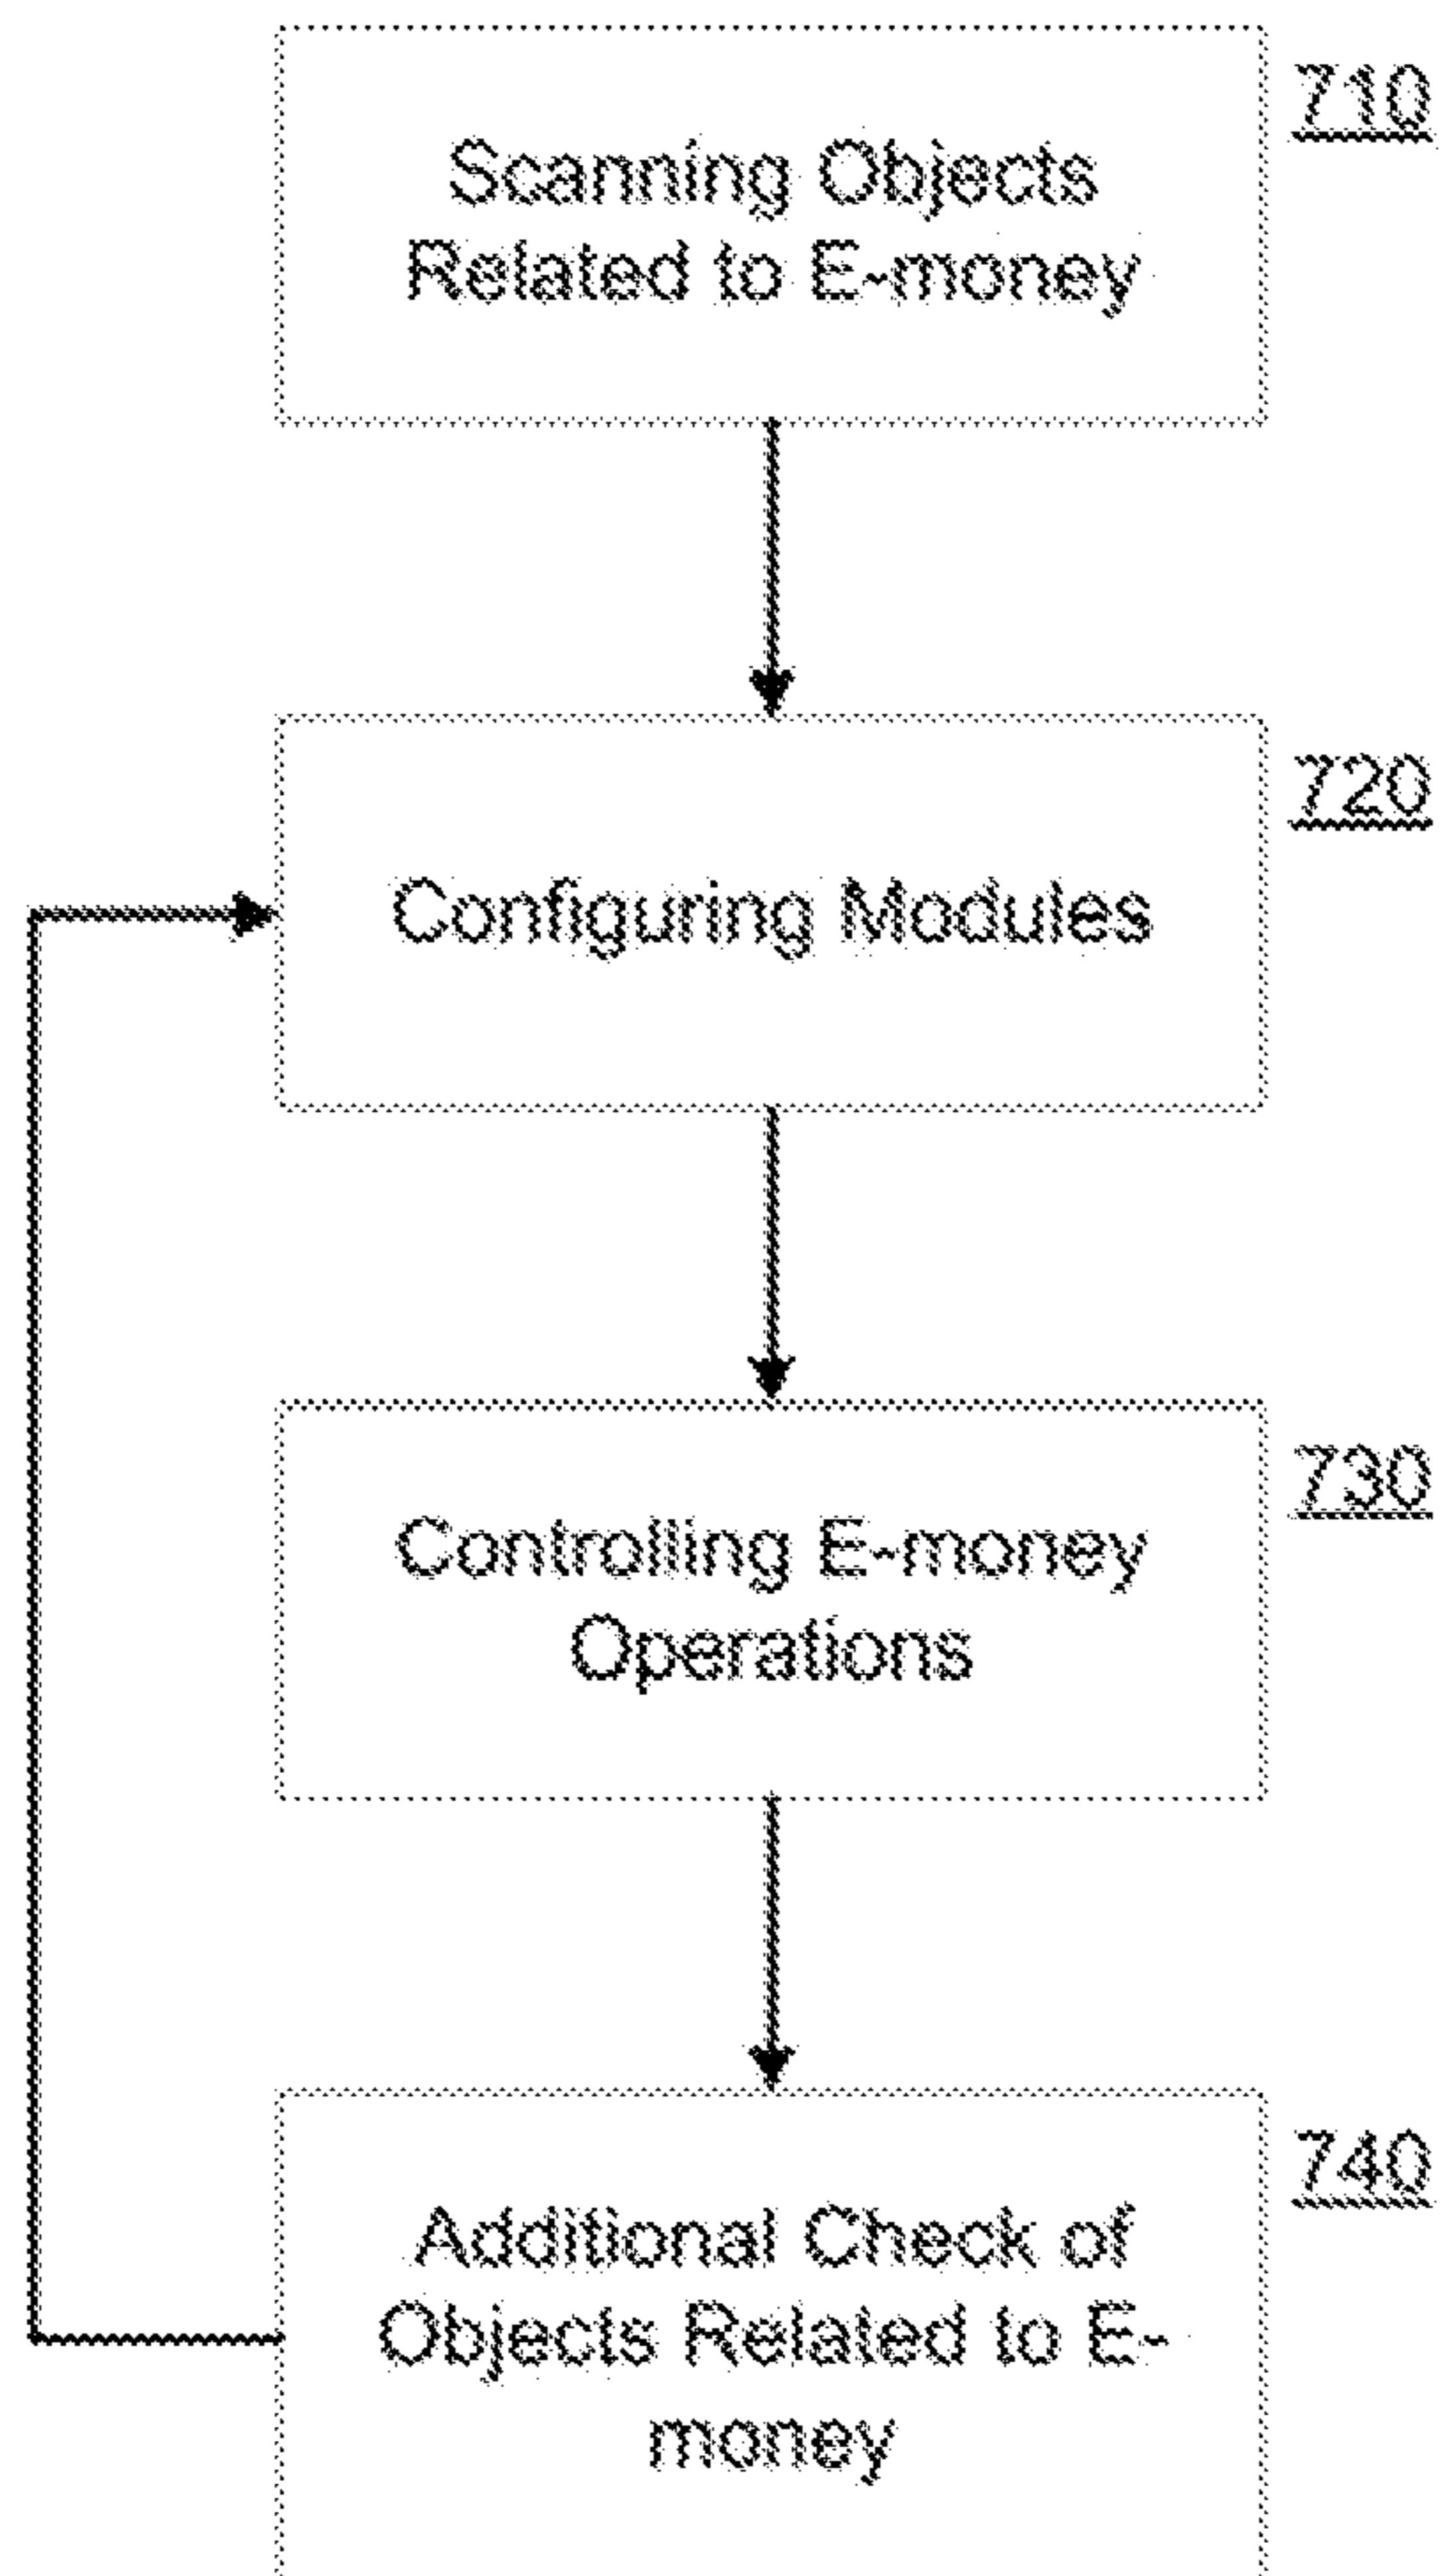 710
Scanning Objects
Related to E-money
720
Configuring Modules
730
Controlling E-money
Operations
740
Additional Check of
Objects Related to E-
money